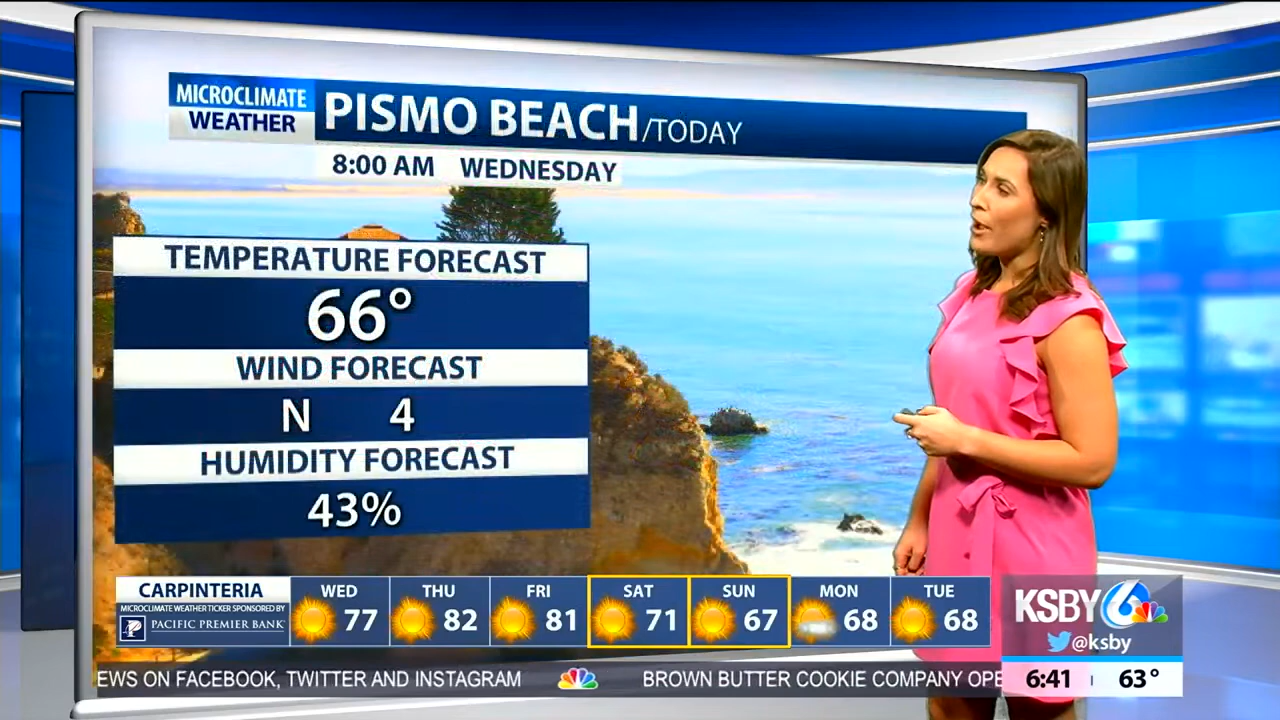 MICROCLIMATE
WEATHER
PISMO BEACH/TODAY
8:00 AM WEDNESDAY
TEMPERATURE FORECAST
66°
WIND FORECAST
N 4
HUMIDITY FORECAST
43%
CARPINTERIA
MICROCLIMATE WEATHER TICKER SPONSORED BY
PACIFIC PREMIER BANK
WED THU FRI SAT SUN MON TUE
77 82 81 71 67 68 68
KSBY 6
@ksby
EWS ON FACEBOOK, TWITTER AND INSTAGRAM BROWN BUTTER COOKIE COMPANY OPE
6:41 63°